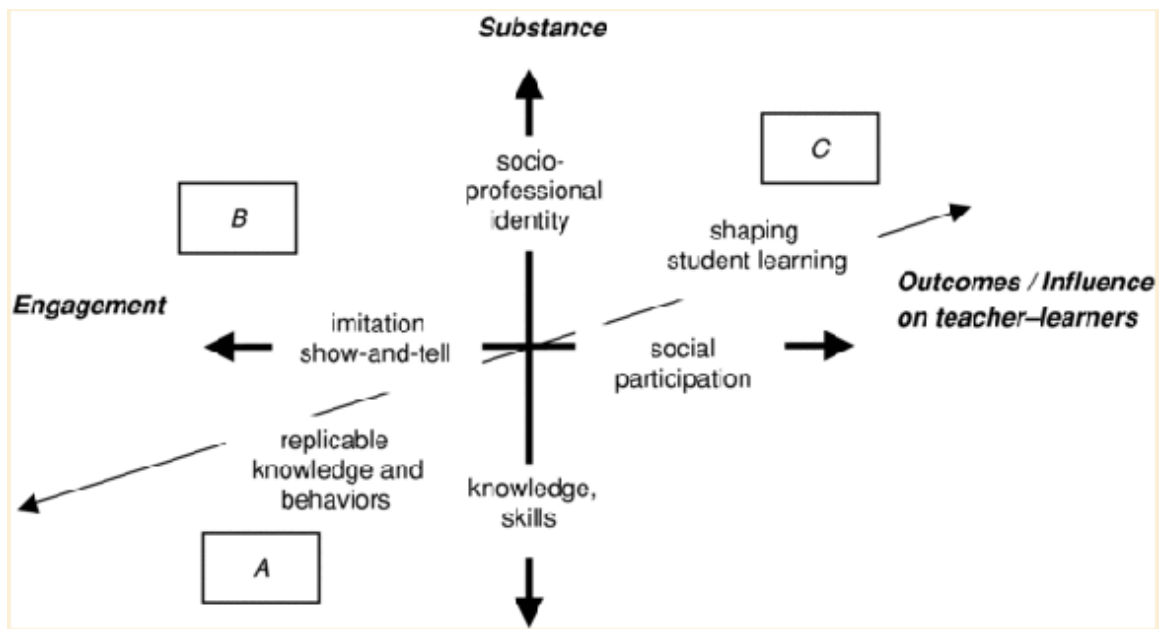 Substance
C
socio-
professional
identity
B
shaping
student learning
Engagement
Outcomes / Influence
on teacher–learners
imitation
show-and-tell
social
participation
replicable
knowledge and
behaviors
knowledge,
skills
A